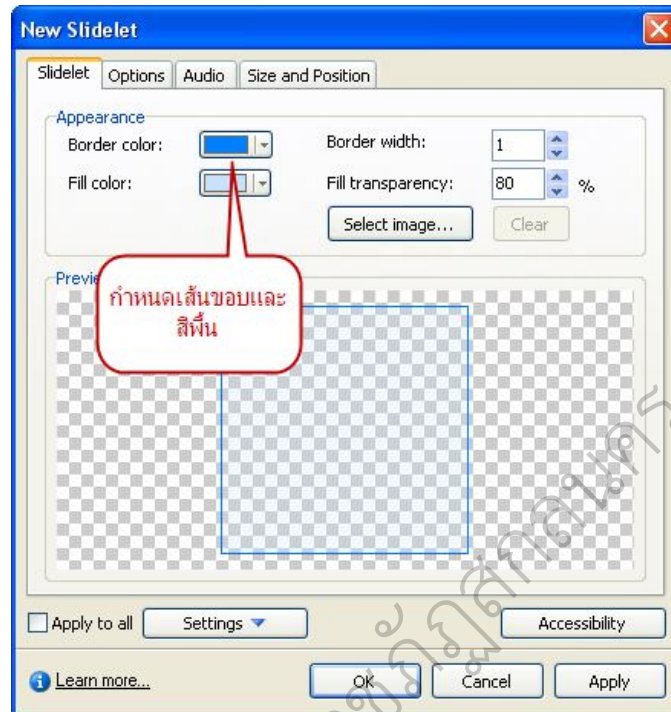 New Slidelet
Slidelet Options Audio Size and Position
Appearance
Border color: Border width: 1
Fill color: Fill transparency: 80 %
Select image... Clear
กำหนดเส้นขอบและ
สีพื้น
Apply to all Settings Accessibility
Learn more... OK Cancel Apply